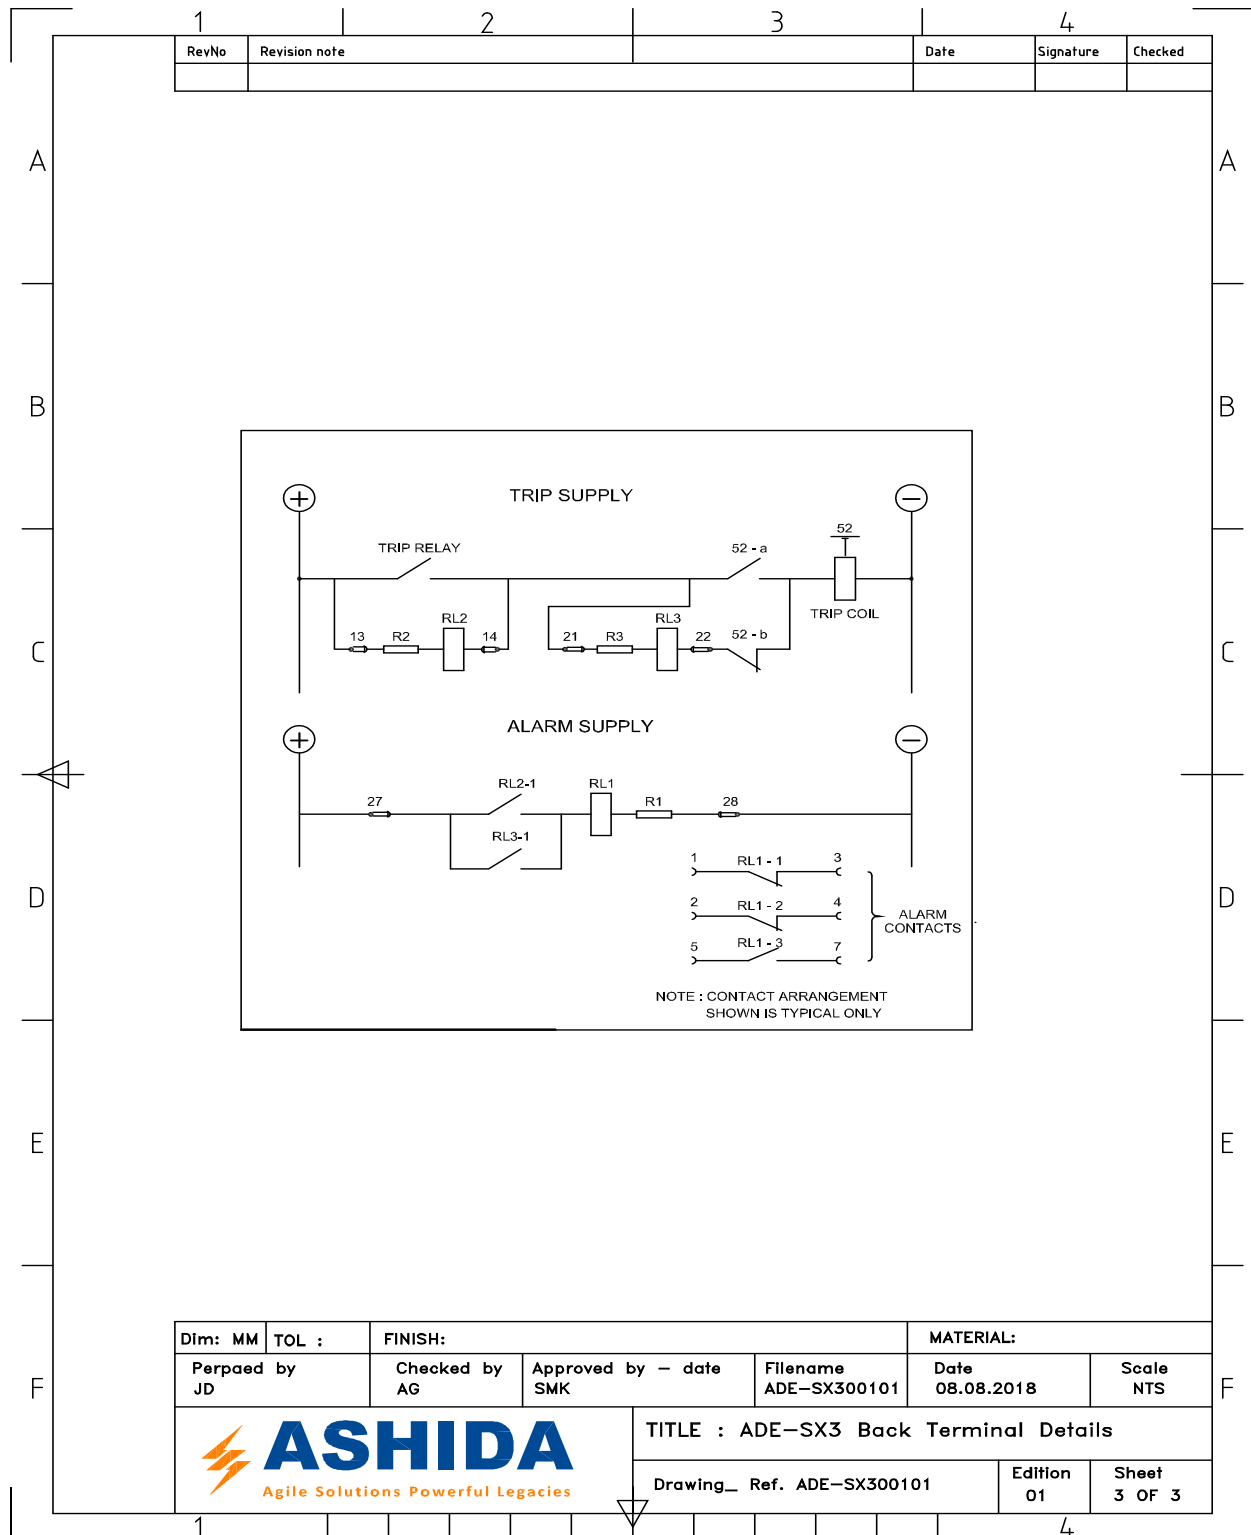 1 2 3 4
RevNo Revision note Date Signature Checked
A A
B B
TRIP SUPPLY
+ −
52
TRIP RELAY 52 - a
TRIP COIL
RL2 RL3
13 R2 14 21 R3 22 52 - b
C C
ALARM SUPPLY
+ −
RL2-1 RL1
27 R1 28
RL3-1
1 RL1 - 1 3
D D
2 RL1 - 2 4
ALARM
CONTACTS
5 RL1 - 3 7
NOTE : CONTACT ARRANGEMENT
SHOWN IS TYPICAL ONLY
E E
Dim: MM TOL : FINISH: MATERIAL:
Perpaed by Checked by Approved by − date Filename Date Scale
JD AG SMK ADE−SX300101 08.08.2018 NTS
F F
ASHIDA
Agile Solutions Powerful Legacies
TITLE : ADE−SX3 Back Terminal Details
Drawing_ Ref. ADE−SX300101
Edition Sheet
01 3 OF 3
1 4